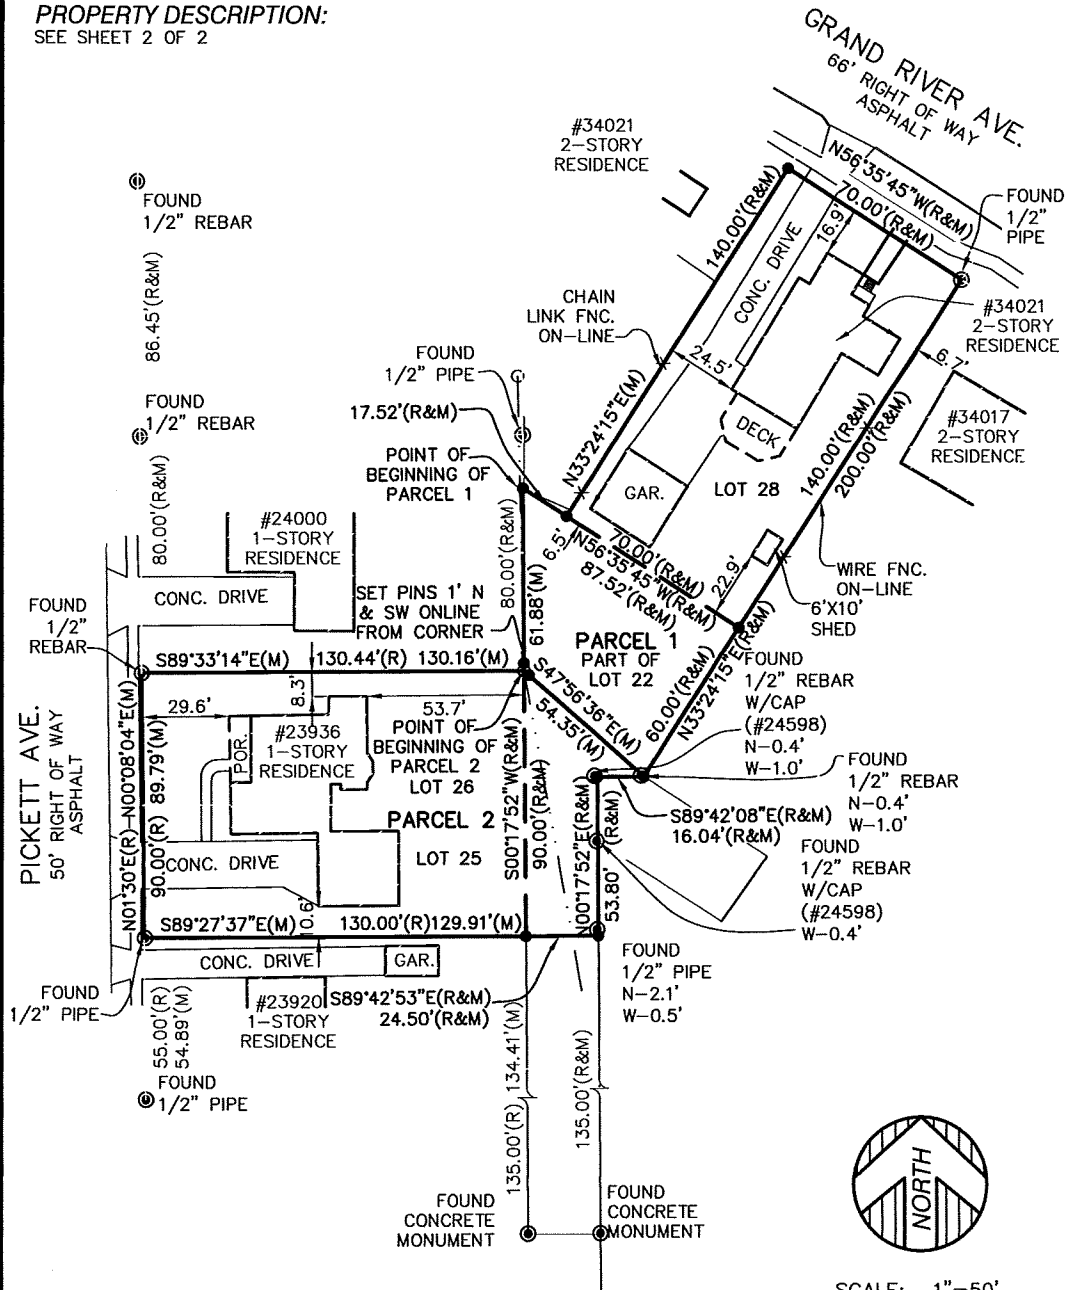 PROPERTY DESCRIPTION:
SEE SHEET 2 OF 2
GRAND RIVER AVE.
66' RIGHT OF WAY
ASPHALT
#34021
2-STORY
RESIDENCE
N56°35'45"W(R&M)
70.00'(R&M)
FOUND
1/2"
PIPE
FOUND
1/2" REBAR
140.00'(R&M)
16.9'
CONC. DRIVE
86.45'(R&M)
CHAIN
LINK FNC.
ON-LINE
#34021
2-STORY
RESIDENCE
FOUND
1/2" PIPE
24.5'
6.7'
FOUND
1/2" REBAR
17.52'(R&M)
N33°24'15"E(M)
DECK
140.00'(R&M)
200.00'(R&M)
#34017
2-STORY
RESIDENCE
POINT OF
BEGINNING OF
PARCEL 1
GAR.
LOT 28
80.00'(R&M)
#24000
1-STORY
RESIDENCE
80.00'(R&M)
61.88'(M)
6.5'
70.00'(R&M)
N56°35'45"W(R&M)
87.52'(R&M)
22.9'
WIRE FNC.
ON-LINE
6'X10'
SHED
FOUND
1/2"
REBAR
CONC. DRIVE
SET PINS 1' N
& SW ONLINE
FROM CORNER
PARCEL 1
PART OF
LOT 22
S89°33'14"E(M)
130.44'(R) 130.16'(M)
S47°56'36"E(M)
54.35'(M)
60.00'(R&M)
N33°24'15"E(R&M)
FOUND
1/2" REBAR
W/CAP
(#24598)
N-0.4'
W-1.0'
29.6'
8.3'
53.7'
PICKETT AVE.
50' RIGHT OF WAY
ASPHALT
N01°30'E(R)-N00°08'04"E(M)
90.00'(R) 89.79'(M)
POR.
#23936
1-STORY
RESIDENCE
POINT OF
BEGINNING OF
PARCEL 2
LOT 26
PARCEL 2
LOT 25
S00°17'52"W(R&M)
90.00'(R&M)
FOUND
1/2" REBAR
N-0.4'
W-1.0'
S89°42'08"E(R&M)
16.04'(R&M)
N00°17'52"E(R&M)
53.80' (R&M)
FOUND
1/2" REBAR
W/CAP
(#24598)
W-0.4'
CONC. DRIVE
10.6'
S89°27'37"E(M)
130.00'(R)129.91'(M)
CONC. DRIVE
GAR.
FOUND
1/2" PIPE
N-2.1'
W-0.5'
FOUND
1/2" PIPE
#23920
1-STORY
RESIDENCE
S89°42'53"E(R&M)
24.50'(R&M)
55.00'(R)
54.89'(M)
FOUND
1/2" PIPE
135.00'(R) 134.41'(M)
135.00'(R&M)
FOUND
CONCRETE
MONUMENT
FOUND
CONCRETE
MONUMENT
NORTH
SCALE: 1"=50'